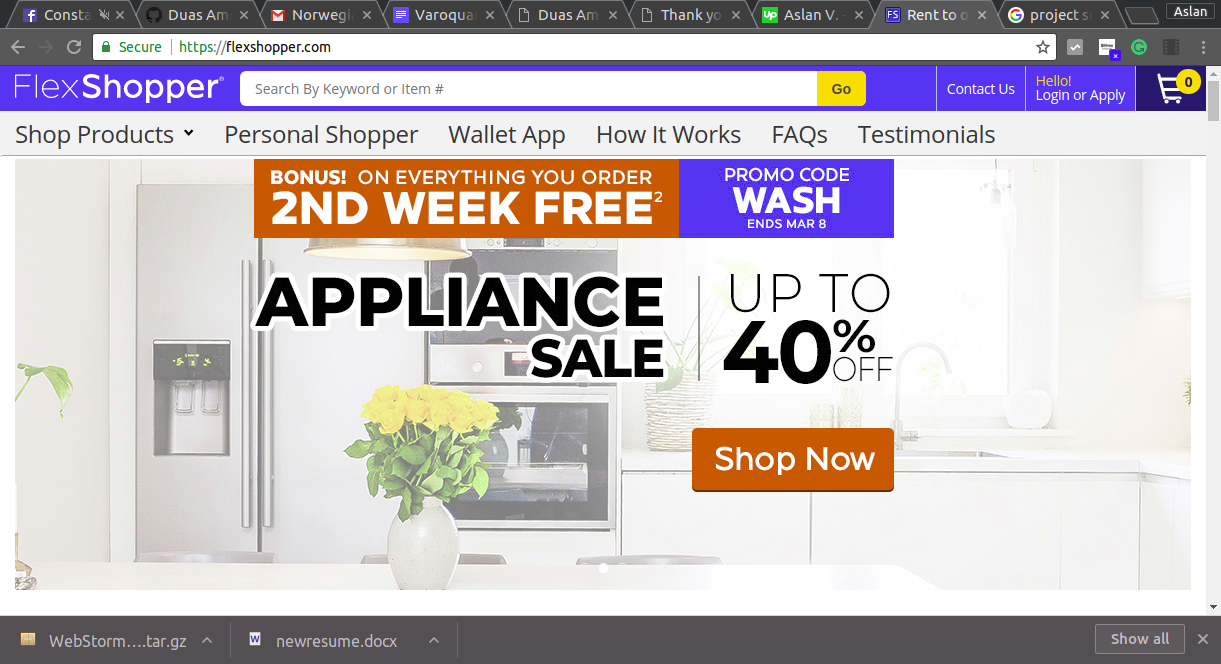 Consta
Duas Am
Norwegi
Varoqua
Duas Am
Thank yo
Aslan V. -
Rent to o
project s
Aslan
Secure
https://flexshopper.com
FlexShopper
Search By Keyword or Item #
Go
Contact Us
Hello!
Login or Apply
0
Shop Products
Personal Shopper
Wallet App
How It Works
FAQs
Testimonials
BONUS! ON EVERYTHING YOU ORDER
2ND WEEK FREE2
PROMO CODE
WASH
ENDS MAR 8
APPLIANCE
SALE
UP TO
40% OFF
Shop Now
WebStorm....tar.gz
newresume.docx
Show all